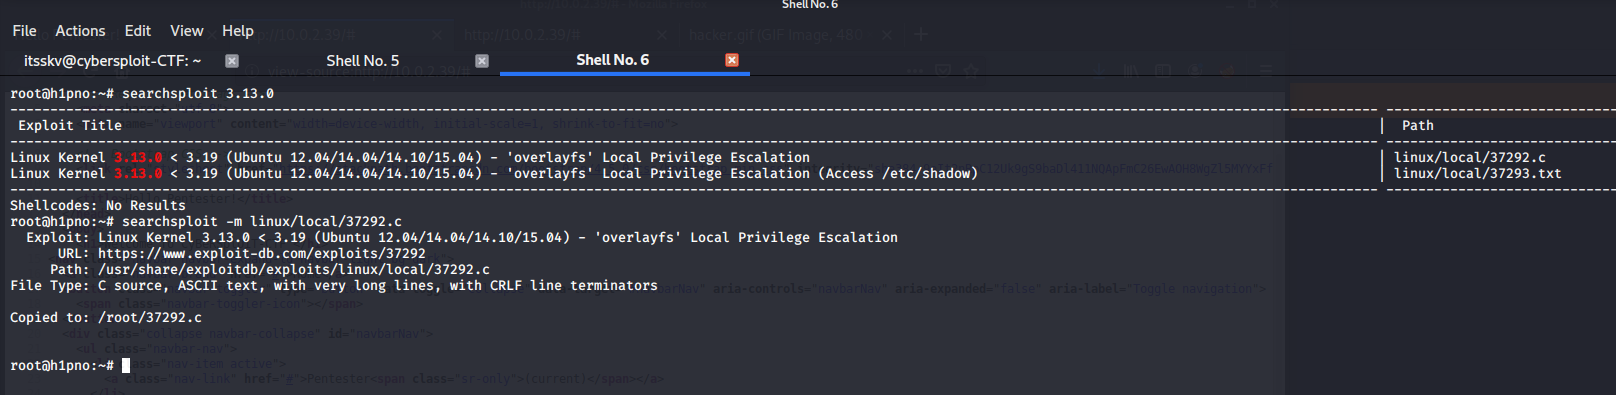 Shell No. 6
File Actions Edit View Help
itsskv@cybersploit-CTF: ~ Shell No. 5 Shell No. 6
root@h1pno:~# searchsploit 3.13.0
Exploit Title | Path
Linux Kernel 3.13.0 < 3.19 (Ubuntu 12.04/14.04/14.10/15.04) - 'overlayfs' Local Privilege Escalation | linux/local/37292.c
Linux Kernel 3.13.0 < 3.19 (Ubuntu 12.04/14.04/14.10/15.04) - 'overlayfs' Local Privilege Escalation (Access /etc/shadow) | linux/local/37293.txt
Shellcodes: No Results
root@h1pno:~# searchsploit -m linux/local/37292.c
Exploit: Linux Kernel 3.13.0 < 3.19 (Ubuntu 12.04/14.04/14.10/15.04) - 'overlayfs' Local Privilege Escalation
URL: https://www.exploit-db.com/exploits/37292
Path: /usr/share/exploitdb/exploits/linux/local/37292.c
File Type: C source, ASCII text, with very long lines, with CRLF line terminators
Copied to: /root/37292.c
root@h1pno:~#